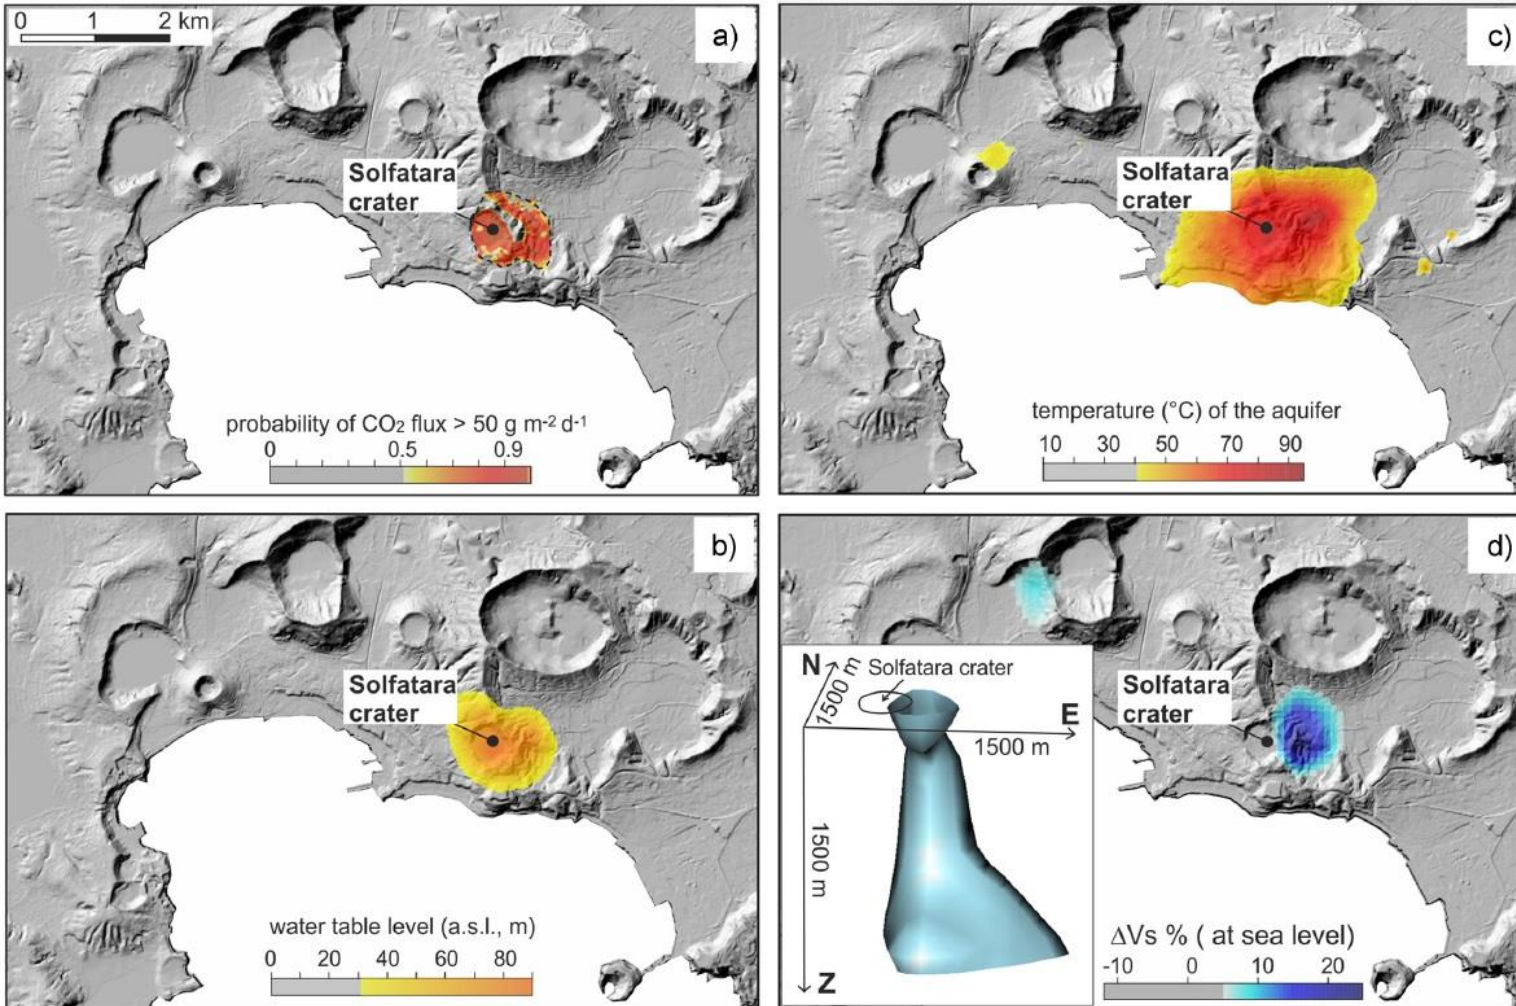 0 1 2 km
a)
Solfatara
crater
probability of CO2 flux > 50 g m-2 d-1
0 0.5 0.9
c)
Solfatara
crater
temperature (°C) of the aquifer
10 30 50 70 90
b)
Solfatara
crater
water table level (a.s.l., m)
0 20 40 60 80
d)
Solfatara
crater
N
1500 m
Solfatara crater
E
1500 m
1500 m
Z
ΔVs % ( at sea level)
-10 0 10 20